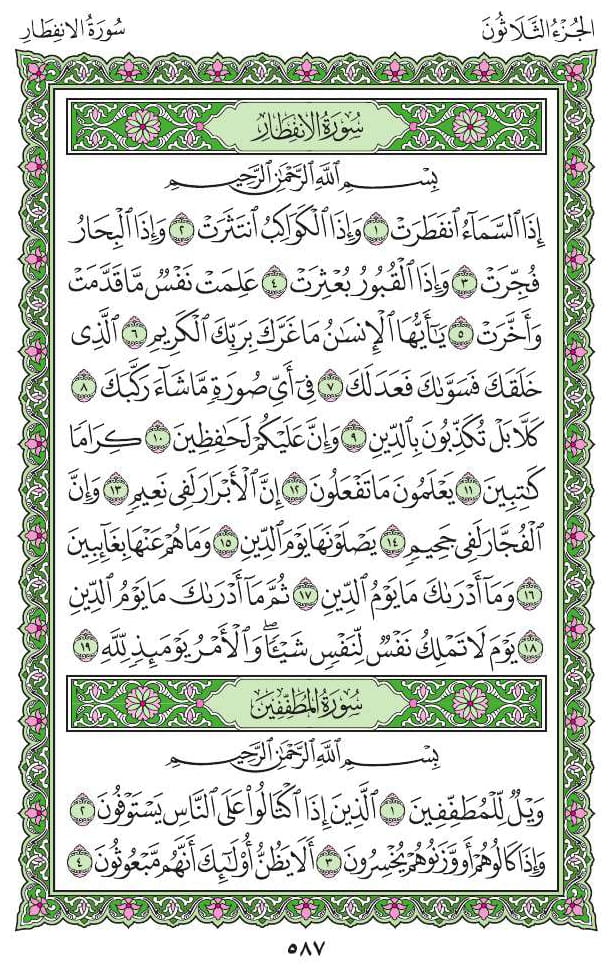 الجُزْءُ الثَّلَاثُونَ
سُورَةُ الانفِطَارِ
سُورَةُ الانفِطَارِ
بِسْمِ ٱللَّهِ ٱلرَّحْمَٰنِ ٱلرَّحِيمِ
إِذَا ٱلسَّمَآءُ ٱنفَطَرَتْ ١ وَإِذَا ٱلْكَوَاكِبُ ٱنتَثَرَتْ ٢ وَإِذَا ٱلْبِحَارُ
فُجِّرَتْ ٣ وَإِذَا ٱلْقُبُورُ بُعْثِرَتْ ٤ عَلِمَتْ نَفْسٌ مَّا قَدَّمَتْ
وَأَخَّرَتْ ٥ يَٰٓأَيُّهَا ٱلْإِنسَٰنُ مَا غَرَّكَ بِرَبِّكَ ٱلْكَرِيمِ ٦ ٱلَّذِى
خَلَقَكَ فَسَوَّىٰكَ فَعَدَلَكَ ٧ فِىٓ أَىِّ صُورَةٍ مَّا شَآءَ رَكَّبَكَ ٨
كَلَّا بَلْ تُكَذِّبُونَ بِٱلدِّينِ ٩ وَإِنَّ عَلَيْكُمْ لَحَٰفِظِينَ ١٠ كِرَامًا
كَٰتِبِينَ ١١ يَعْلَمُونَ مَا تَفْعَلُونَ ١٢ إِنَّ ٱلْأَبْرَارَ لَفِى نَعِيمٍ ١٣ وَإِنَّ
ٱلْفُجَّارَ لَفِى جَحِيمٍ ١٤ يَصْلَوْنَهَا يَوْمَ ٱلدِّينِ ١٥ وَمَا هُمْ عَنْهَا بِغَآئِبِينَ
١٦ وَمَآ أَدْرَىٰكَ مَا يَوْمُ ٱلدِّينِ ١٧ ثُمَّ مَآ أَدْرَىٰكَ مَا يَوْمُ ٱلدِّينِ
١٨ يَوْمَ لَا تَمْلِكُ نَفْسٌ لِّنَفْسٍ شَيْـًٔا ۖ وَٱلْأَمْرُ يَوْمَئِذٍ لِّلَّهِ ١٩
سُورَةُ المُطَفِّفِينَ
بِسْمِ ٱللَّهِ ٱلرَّحْمَٰنِ ٱلرَّحِيمِ
وَيْلٌ لِّلْمُطَفِّفِينَ ١ ٱلَّذِينَ إِذَا ٱكْتَالُوا۟ عَلَى ٱلنَّاسِ يَسْتَوْفُونَ ٢
وَإِذَا كَالُوهُمْ أَو وَّزَنُوهُمْ يُخْسِرُونَ ٣ أَلَا يَظُنُّ أُو۟لَٰٓئِكَ أَنَّهُم مَّبْعُوثُونَ ٤
٥٨٧